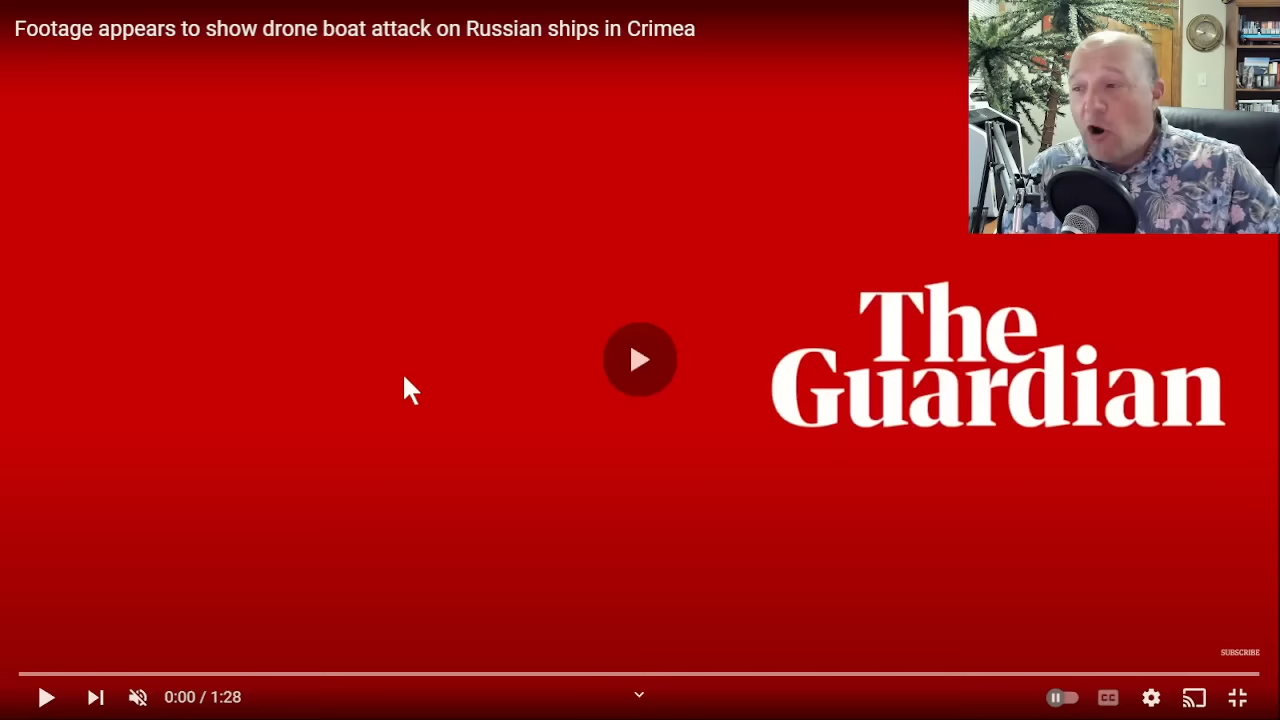 Footage appears to show drone boat attack on Russian ships in Crimea
The
Guardian
SUBSCRIBE
0:00 / 1:28
CC